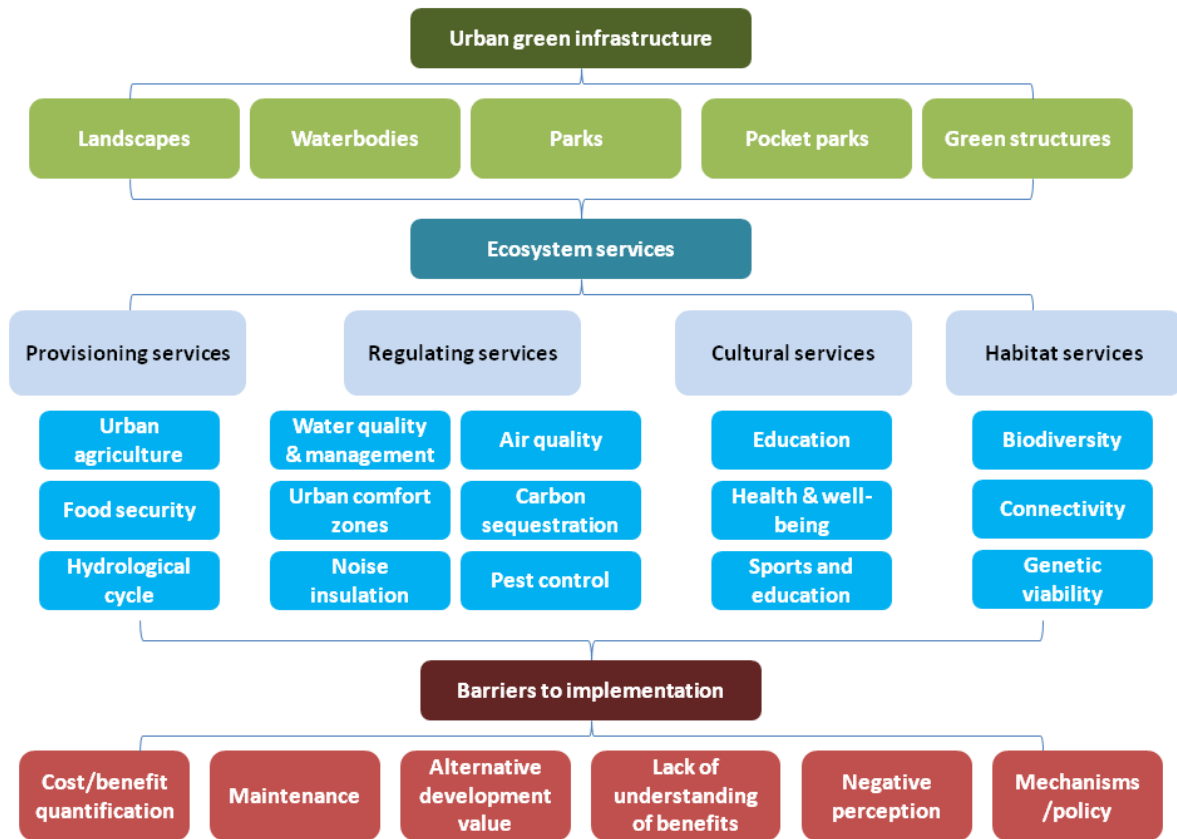 Urban green infrastructure
Landscapes
Waterbodies
Parks
Pocket parks
Green structures
Ecosystem services
Provisioning services
Regulating services
Cultural services
Habitat services
Urban
agriculture
Water quality
& management
Air quality
Education
Biodiversity
Food security
Urban comfort
zones
Carbon
sequestration
Health & well-
being
Connectivity
Hydrological
cycle
Noise
insulation
Pest control
Sports and
education
Genetic
viability
Barriers to implementation
Cost/benefit
quantification
Maintenance
Alternative
development
value
Lack of
understanding
of benefits
Negative
perception
Mechanisms
/policy